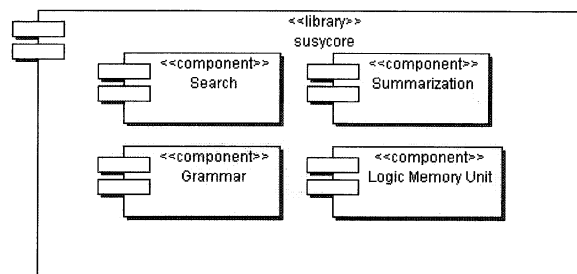 <<library>>
susycore
<<component>>
Search
<<component>>
Summarization
<<component>>
Grammar
<<component>>
Logic Memory Unit